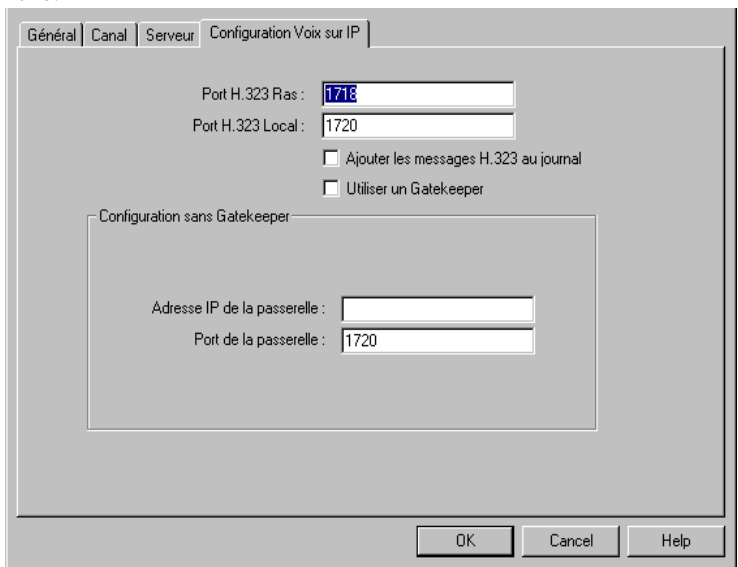 Général Canal Serveur Configuration Voix sur IP
Port H.323 Ras : 1718
Port H.323 Local : 1720
Ajouter les messages H.323 au journal
Utiliser un Gatekeeper
Configuration sans Gatekeeper
Adresse IP de la passerelle :
Port de la passerelle : 1720
OK Cancel Help